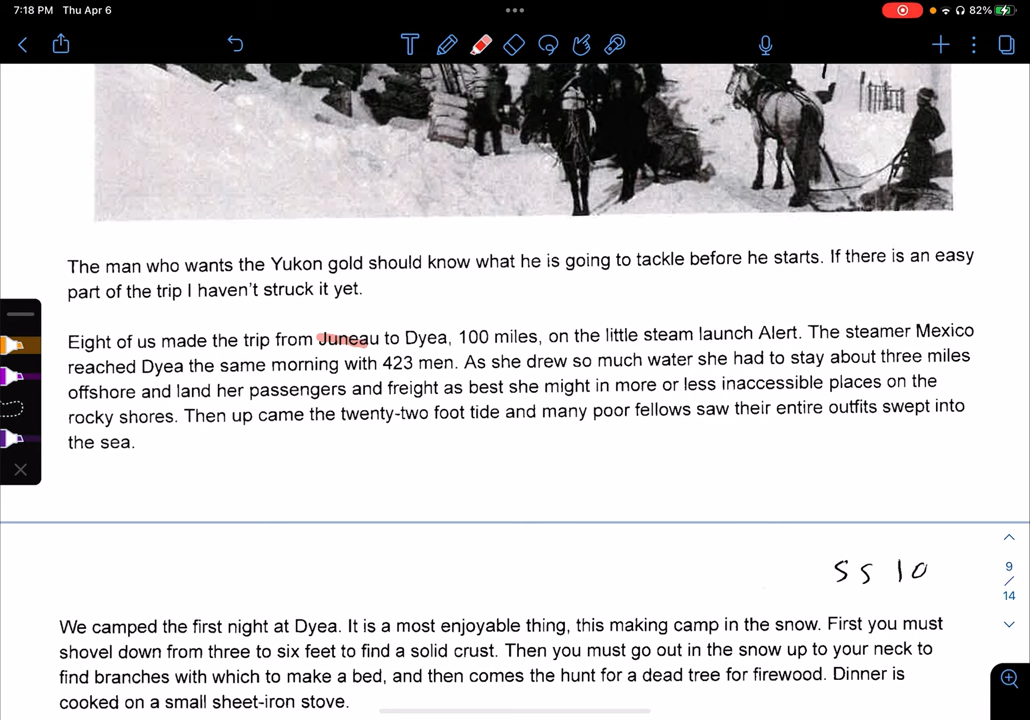 7:18 PM Thu Apr 6
82%
The man who wants the Yukon gold should know what he is going to tackle before he starts. If there is an easy
part of the trip I haven't struck it yet.
Eight of us made the trip from Juneau to Dyea, 100 miles, on the little steam launch Alert. The steamer Mexico
reached Dyea the same morning with 423 men. As she drew so much water she had to stay about three miles
offshore and land her passengers and freight as best she might in more or less inaccessible places on the
rocky shores. Then up came the twenty-two foot tide and many poor fellows saw their entire outfits swept into
the sea.
SS 10
9
/
14
We camped the first night at Dyea. It is a most enjoyable thing, this making camp in the snow. First you must
shovel down from three to six feet to find a solid crust. Then you must go out in the snow up to your neck to
find branches with which to make a bed, and then comes the hunt for a dead tree for firewood. Dinner is
cooked on a small sheet-iron stove.